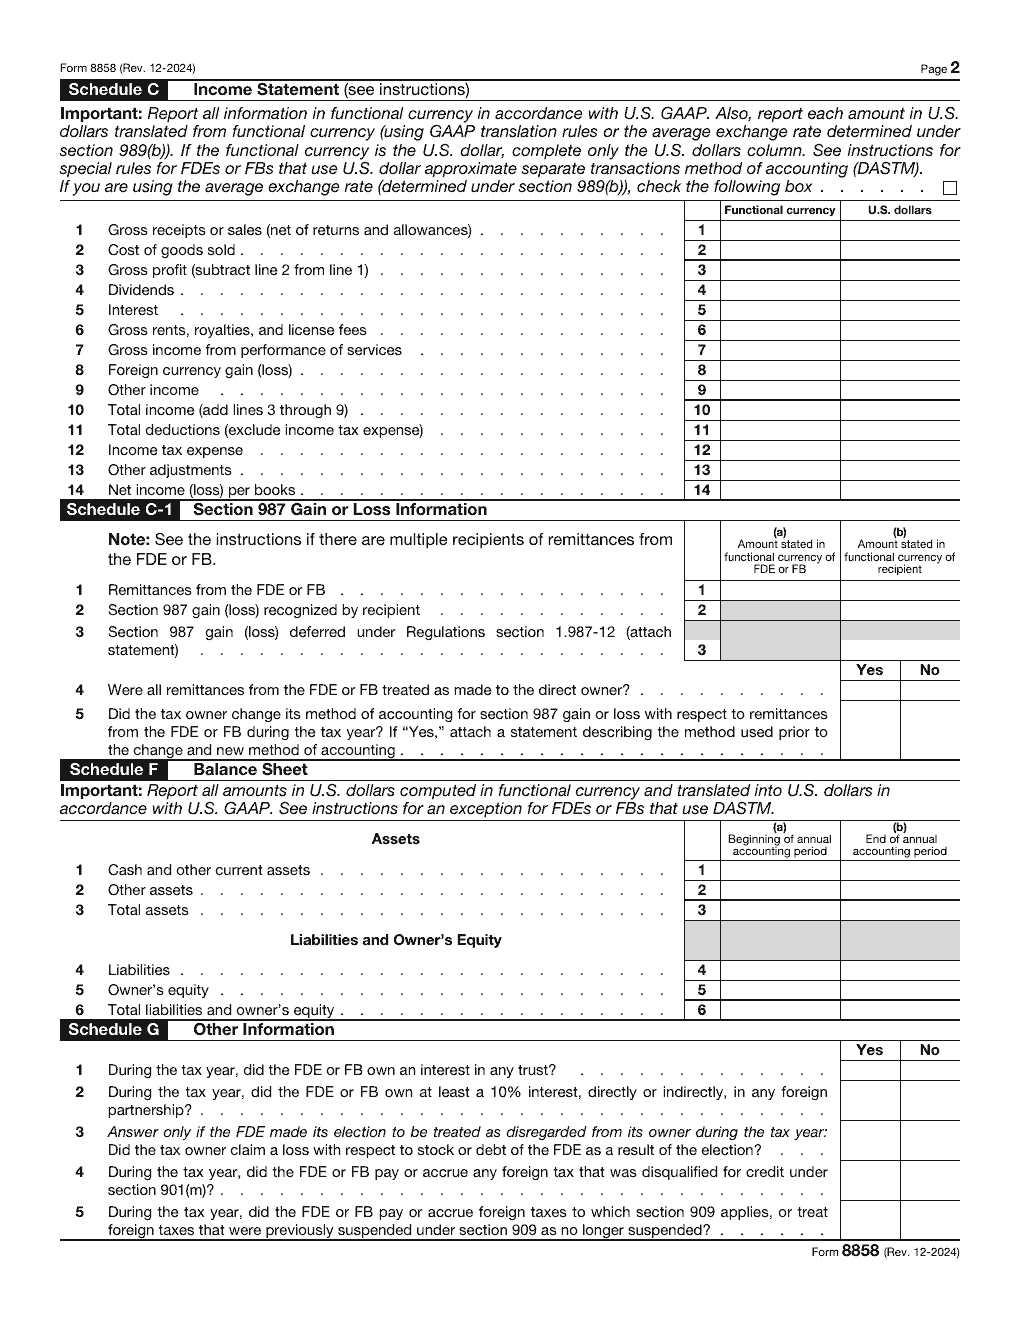 Form 8858 (Rev. 12-2024) Page 2
Schedule C Income Statement (see instructions)
Important: Report all information in functional currency in accordance with U.S. GAAP. Also, report each amount in U.S.
dollars translated from functional currency (using GAAP translation rules or the average exchange rate determined under
section 989(b)). If the functional currency is the U.S. dollar, complete only the U.S. dollars column. See instructions for
special rules for FDEs or FBs that use U.S. dollar approximate separate transactions method of accounting (DASTM).
If you are using the average exchange rate (determined under section 989(b)), check the following box . . . . . .
Functional currency U.S. dollars
1 Gross receipts or sales (net of returns and allowances) . . . . . . . . . . 1
2 Cost of goods sold . . . . . . . . . . . . . . . . . . . . . . 2
3 Gross profit (subtract line 2 from line 1) . . . . . . . . . . . . . . . 3
4 Dividends . . . . . . . . . . . . . . . . . . . . . . . . . 4
5 Interest . . . . . . . . . . . . . . . . . . . . . . . . . 5
6 Gross rents, royalties, and license fees . . . . . . . . . . . . . . . 6
7 Gross income from performance of services . . . . . . . . . . . . . 7
8 Foreign currency gain (loss) . . . . . . . . . . . . . . . . . . . 8
9 Other income . . . . . . . . . . . . . . . . . . . . . . . 9
10 Total income (add lines 3 through 9) . . . . . . . . . . . . . . . . 10
11 Total deductions (exclude income tax expense) . . . . . . . . . . . . 11
12 Income tax expense . . . . . . . . . . . . . . . . . . . . . 12
13 Other adjustments . . . . . . . . . . . . . . . . . . . . . . 13
14 Net income (loss) per books . . . . . . . . . . . . . . . . . . . 14
Schedule C-1 Section 987 Gain or Loss Information
Note: See the instructions if there are multiple recipients of remittances from
the FDE or FB.
(a)
Amount stated in
functional currency of
FDE or FB
(b)
Amount stated in
functional currency of
recipient
1 Remittances from the FDE or FB . . . . . . . . . . . . . . . . . 1
2 Section 987 gain (loss) recognized by recipient . . . . . . . . . . . . 2
3 Section 987 gain (loss) deferred under Regulations section 1.987-12 (attach
statement) . . . . . . . . . . . . . . . . . . . . . . . . 3
Yes No
4 Were all remittances from the FDE or FB treated as made to the direct owner? . . . . . . . . . .
5 Did the tax owner change its method of accounting for section 987 gain or loss with respect to remittances
from the FDE or FB during the tax year? If “Yes,” attach a statement describing the method used prior to
the change and new method of accounting . . . . . . . . . . . . . . . . . . . . . .
Schedule F Balance Sheet
Important: Report all amounts in U.S. dollars computed in functional currency and translated into U.S. dollars in
accordance with U.S. GAAP. See instructions for an exception for FDEs or FBs that use DASTM.
Assets
(a)
Beginning of annual
accounting period
(b)
End of annual
accounting period
1 Cash and other current assets . . . . . . . . . . . . . . . . . . 1
2 Other assets . . . . . . . . . . . . . . . . . . . . . . . . 2
3 Total assets . . . . . . . . . . . . . . . . . . . . . . . . 3
Liabilities and Owner’s Equity
4 Liabilities . . . . . . . . . . . . . . . . . . . . . . . . . 4
5 Owner’s equity . . . . . . . . . . . . . . . . . . . . . . . 5
6 Total liabilities and owner’s equity . . . . . . . . . . . . . . . . . 6
Schedule G Other Information
Yes No
1 During the tax year, did the FDE or FB own an interest in any trust? . . . . . . . . . . . . .
2 During the tax year, did the FDE or FB own at least a 10% interest, directly or indirectly, in any foreign
partnership? . . . . . . . . . . . . . . . . . . . . . . . . . . . . . . . .
3 Answer only if the FDE made its election to be treated as disregarded from its owner during the tax year:
Did the tax owner claim a loss with respect to stock or debt of the FDE as a result of the election? . . .
4 During the tax year, did the FDE or FB pay or accrue any foreign tax that was disqualified for credit under
section 901(m)? . . . . . . . . . . . . . . . . . . . . . . . . . . . . . . .
5 During the tax year, did the FDE or FB pay or accrue foreign taxes to which section 909 applies, or treat
foreign taxes that were previously suspended under section 909 as no longer suspended? . . . . . .
Form 8858 (Rev. 12-2024)